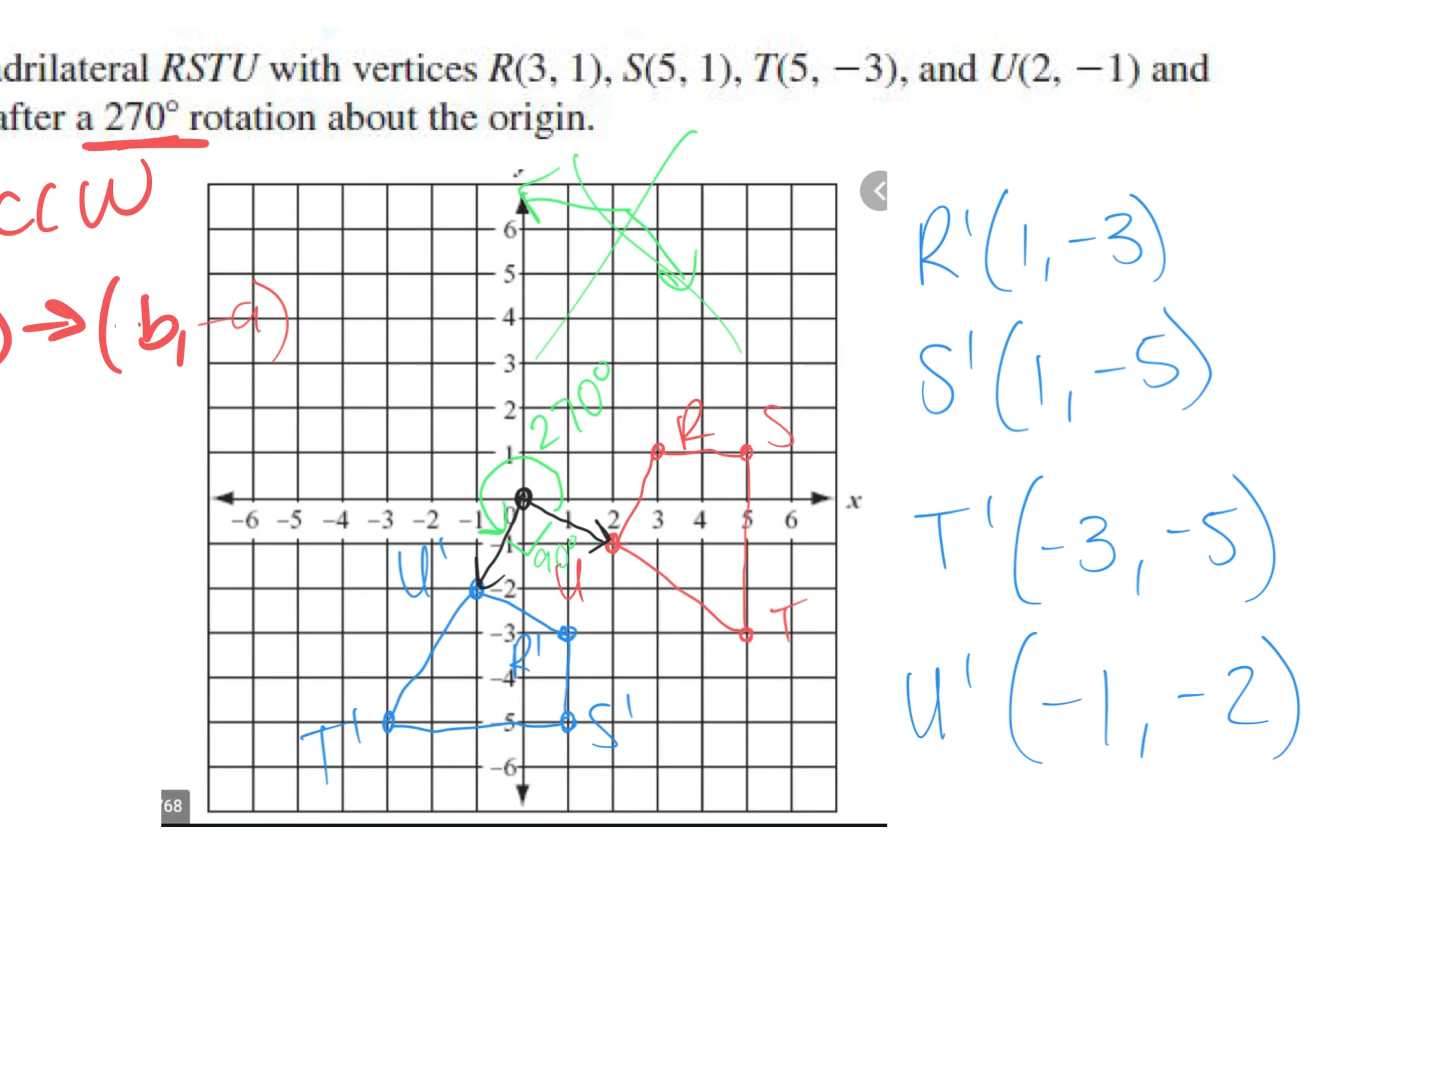 drilateral RSTU with vertices R(3, 1), S(5, 1), T(5, −3), and U(2, −1) and
after a 270° rotation about the origin.
CCW
) → (b, -a)
R'(1, -3)
S'(1, -5)
T'(-3, -5)
U'(-1, -2)
6
5
4
3
270°
2
R S
1
−6 −5 −4 −3 −2 −1 0 1 2 3 4 5 6 x
−1
90°
U' U
−2
T
−3
R'
−4
T' −5 S'
−6
68